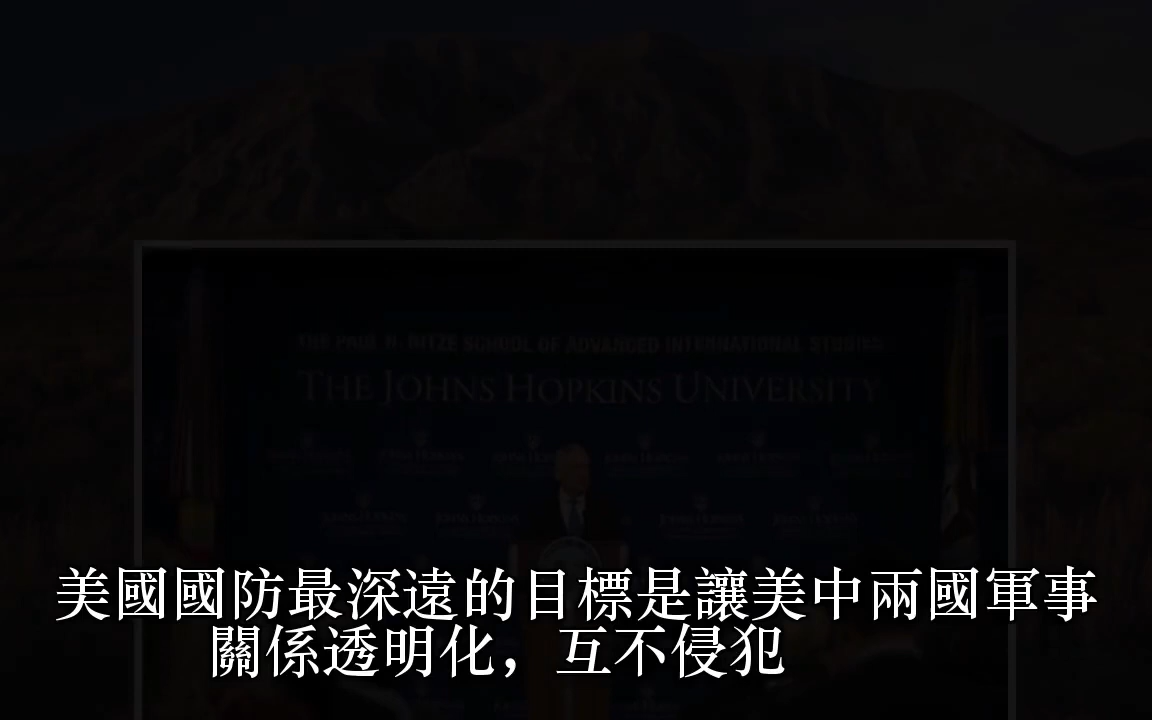 THE PAUL H. NITZE SCHOOL OF ADVANCED INTERNATIONAL STUDIES
THE JOHNS HOPKINS UNIVERSITY
美國國防最深遠的目標是讓美中兩國軍事
關係透明化，互不侵犯